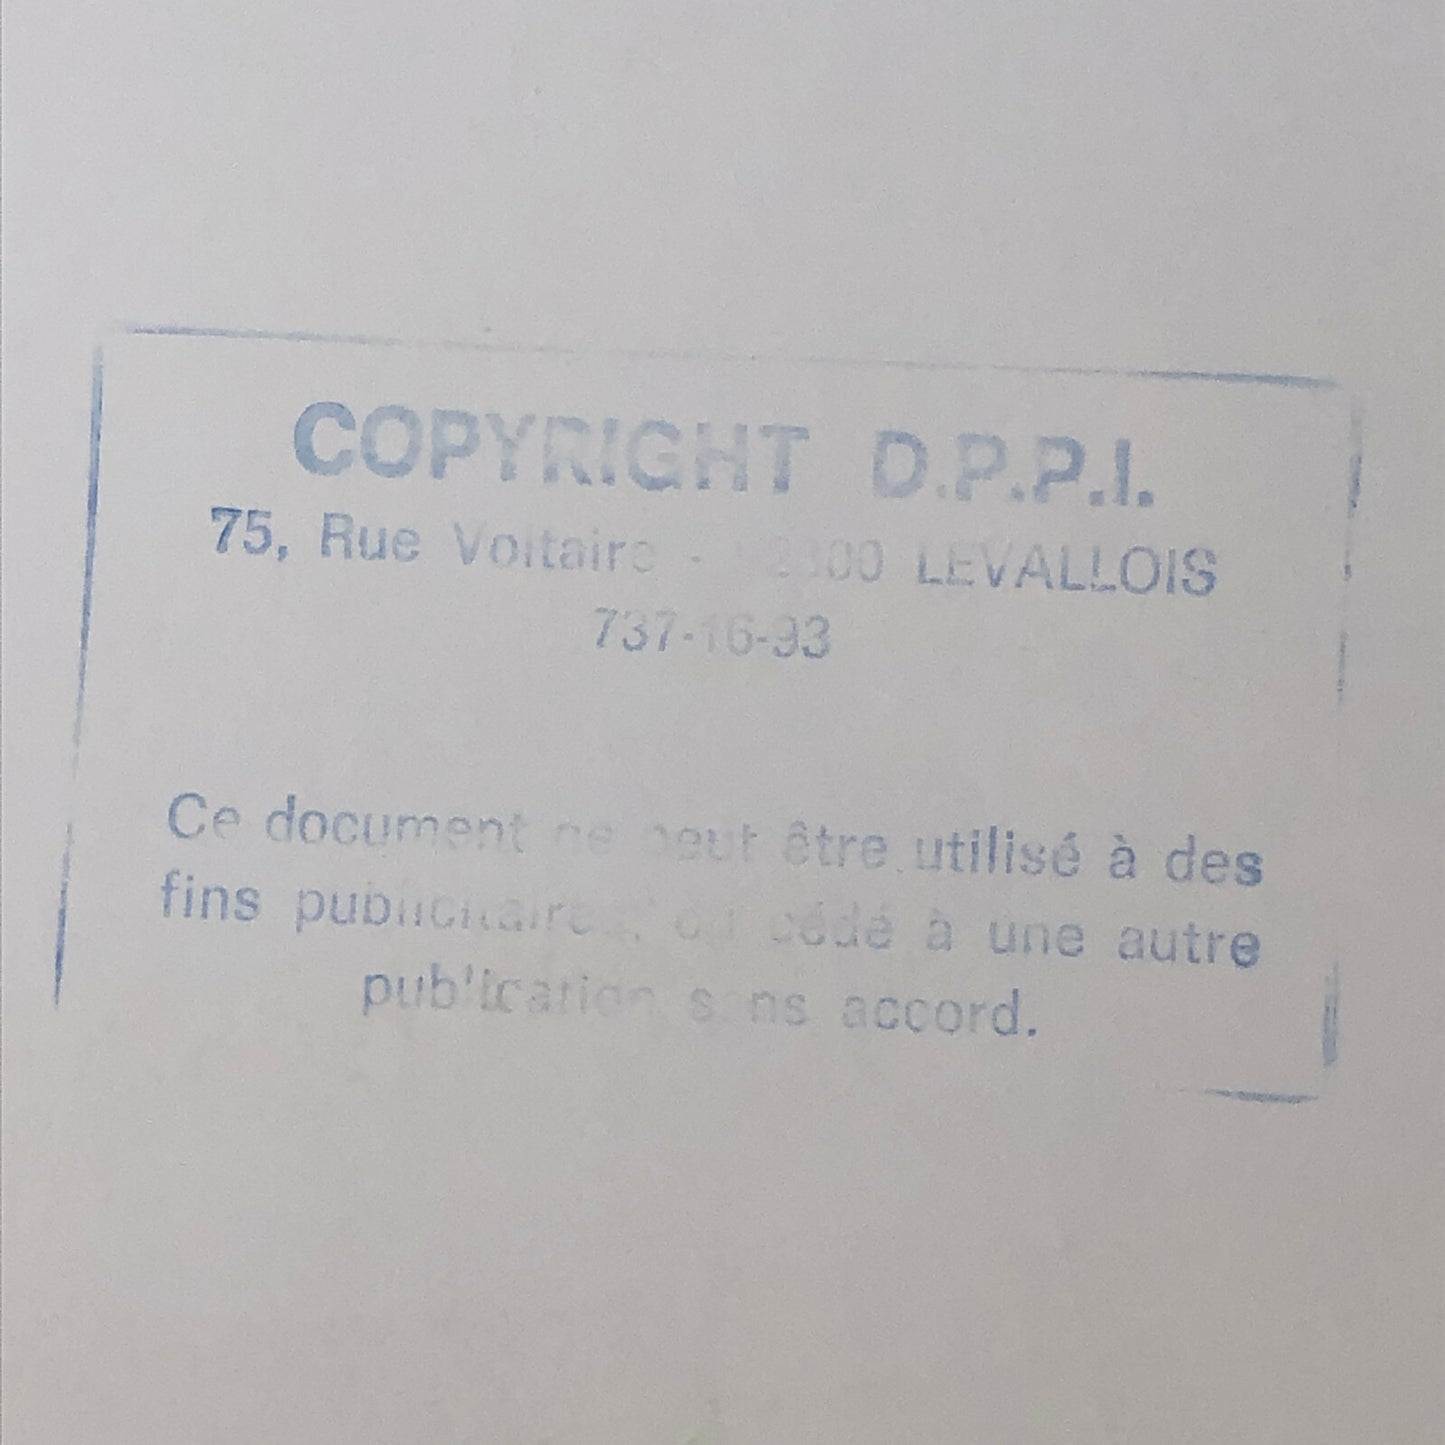 COPYRIGHT D.P.P.I.
75, Rue Voltaire - 92300 LEVALLOIS
737-16-93
Ce document ne peut être utilisé à des
fins publicitaires, ou cédé à une autre
publication sans accord.